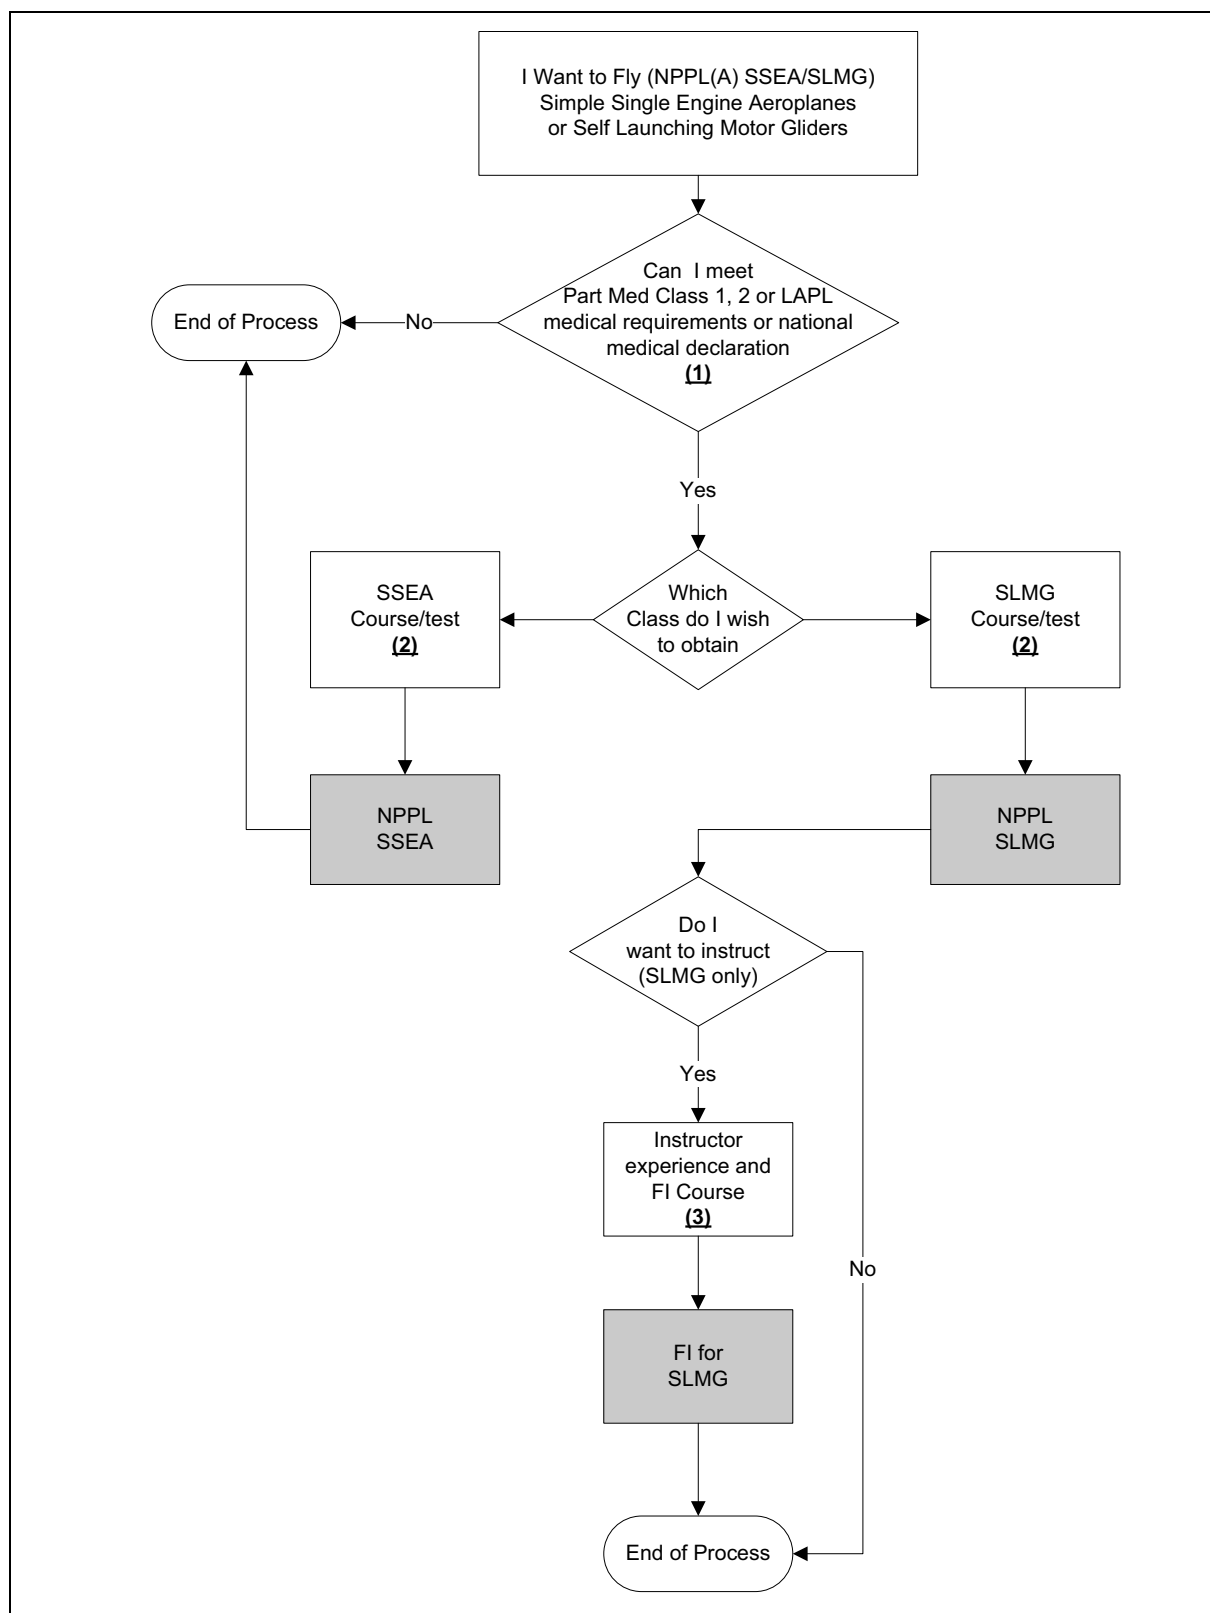 I Want to Fly (NPPL(A) SSEA/SLMG)
Simple Single Engine Aeroplanes
or Self Launching Motor Gliders
Can I meet
Part Med Class 1, 2 or LAPL
medical requirements or national
medical declaration
(1)
End of Process
No
Yes
SSEA
Course/test
(2)
Which
Class do I wish
to obtain
SLMG
Course/test
(2)
NPPL
SSEA
NPPL
SLMG
Do I
want to instruct
(SLMG only)
Yes
Instructor
experience and
FI Course
(3)
No
FI for
SLMG
End of Process